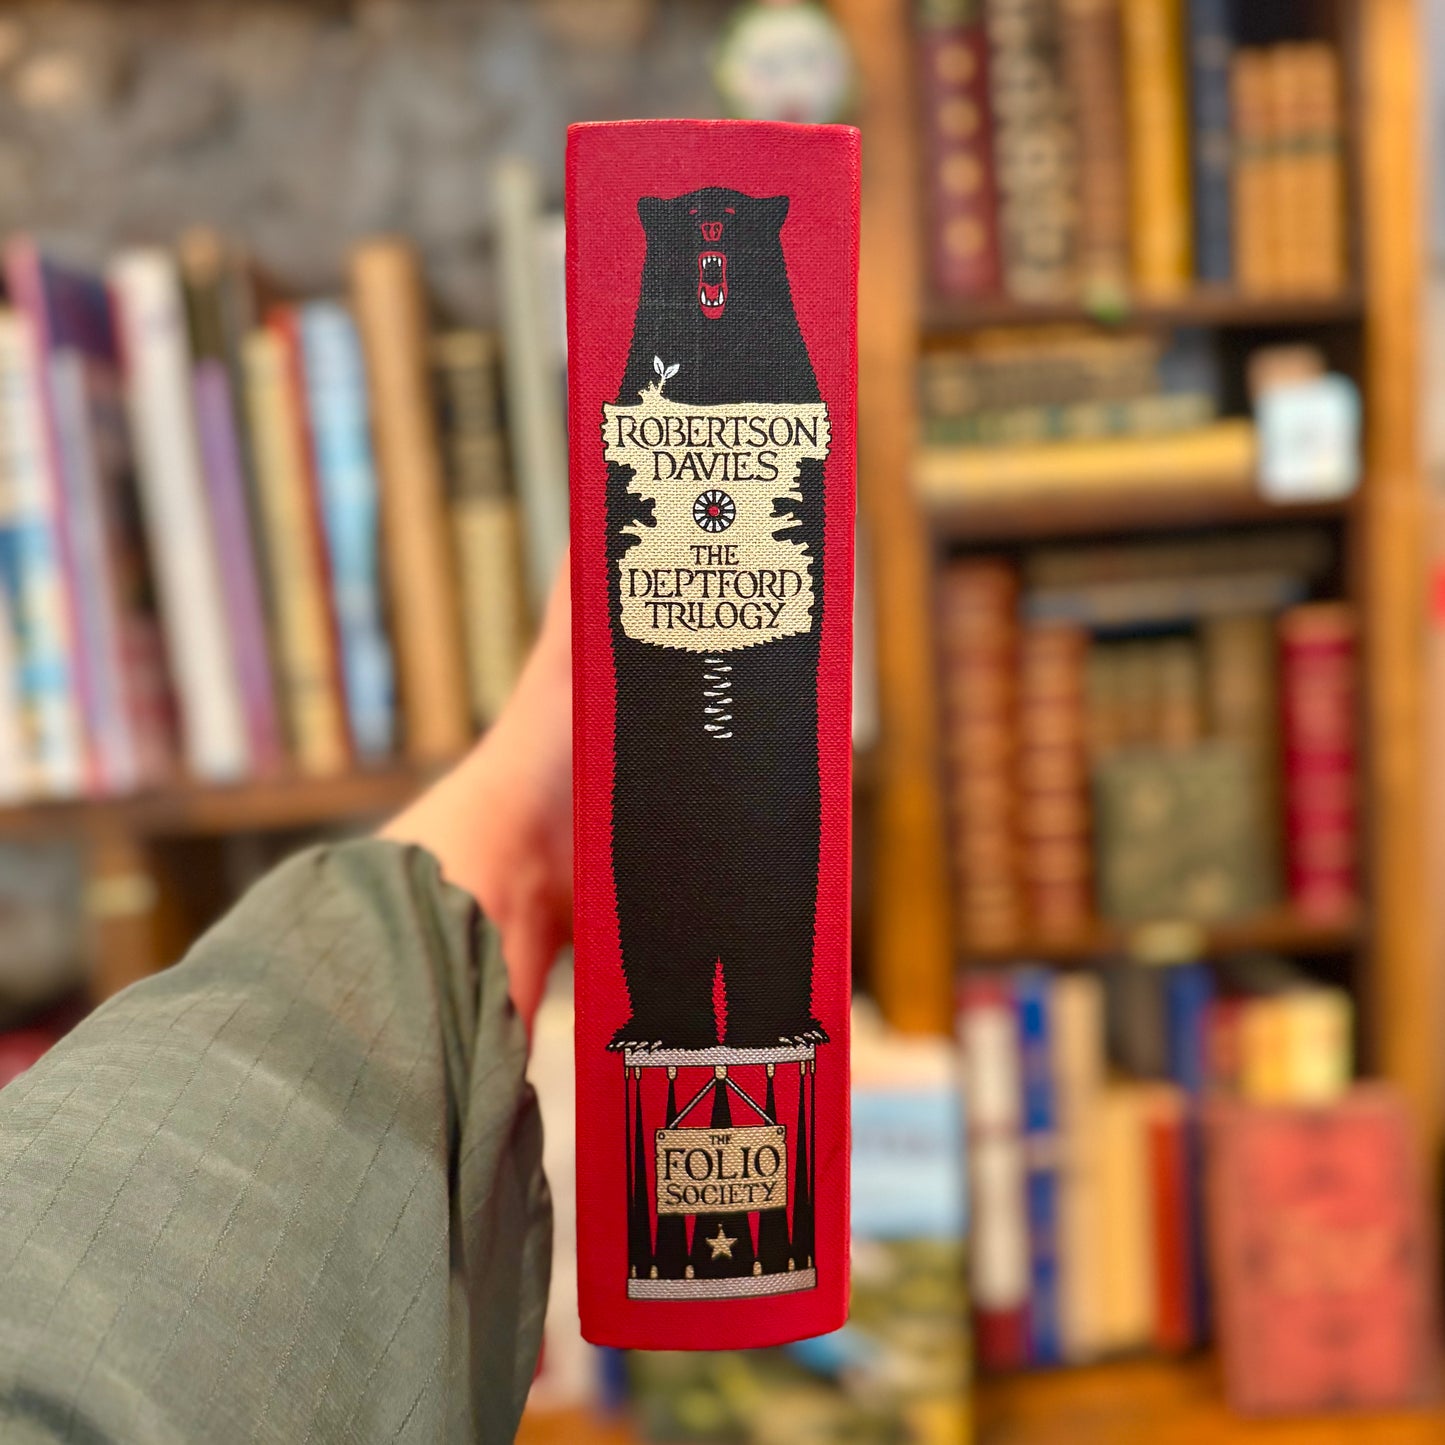 ROBERTSON
DAVIES
THE
DEPTFORD
TRILOGY
THE
FOLIO
SOCIETY